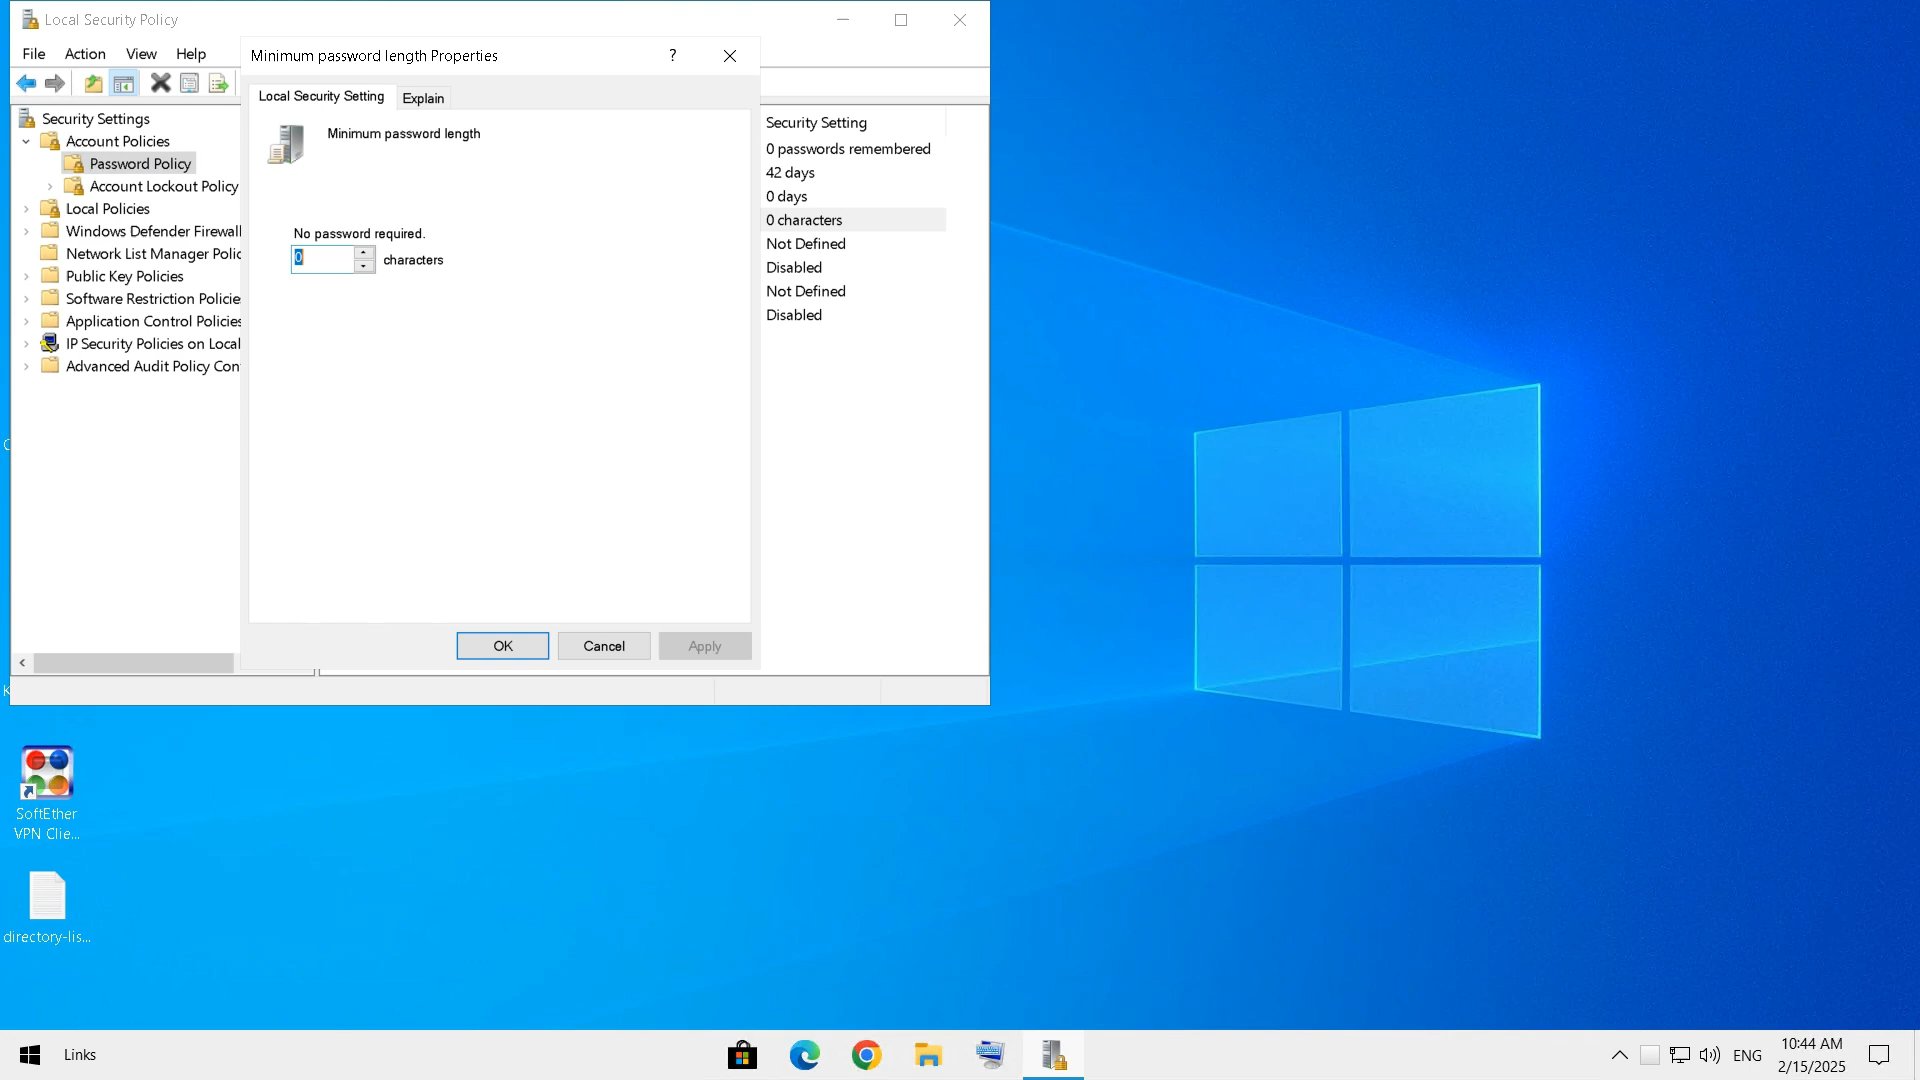 Local Security Policy
File Action View Help
Minimum password length Properties
?
Local Security Setting
Explain
Minimum password length
No password required.
0
characters
OK
Cancel
Apply
Security Settings
Account Policies
Password Policy
Account Lockout Policy
Local Policies
Windows Defender Firewall
Network List Manager Polic
Public Key Policies
Software Restriction Policie
Application Control Policies
IP Security Policies on Local
Advanced Audit Policy Con
Security Setting
0 passwords remembered
42 days
0 days
0 characters
Not Defined
Disabled
Not Defined
Disabled
SoftEther
VPN Clie...
directory-lis...
Links
ENG
10:44 AM
2/15/2025